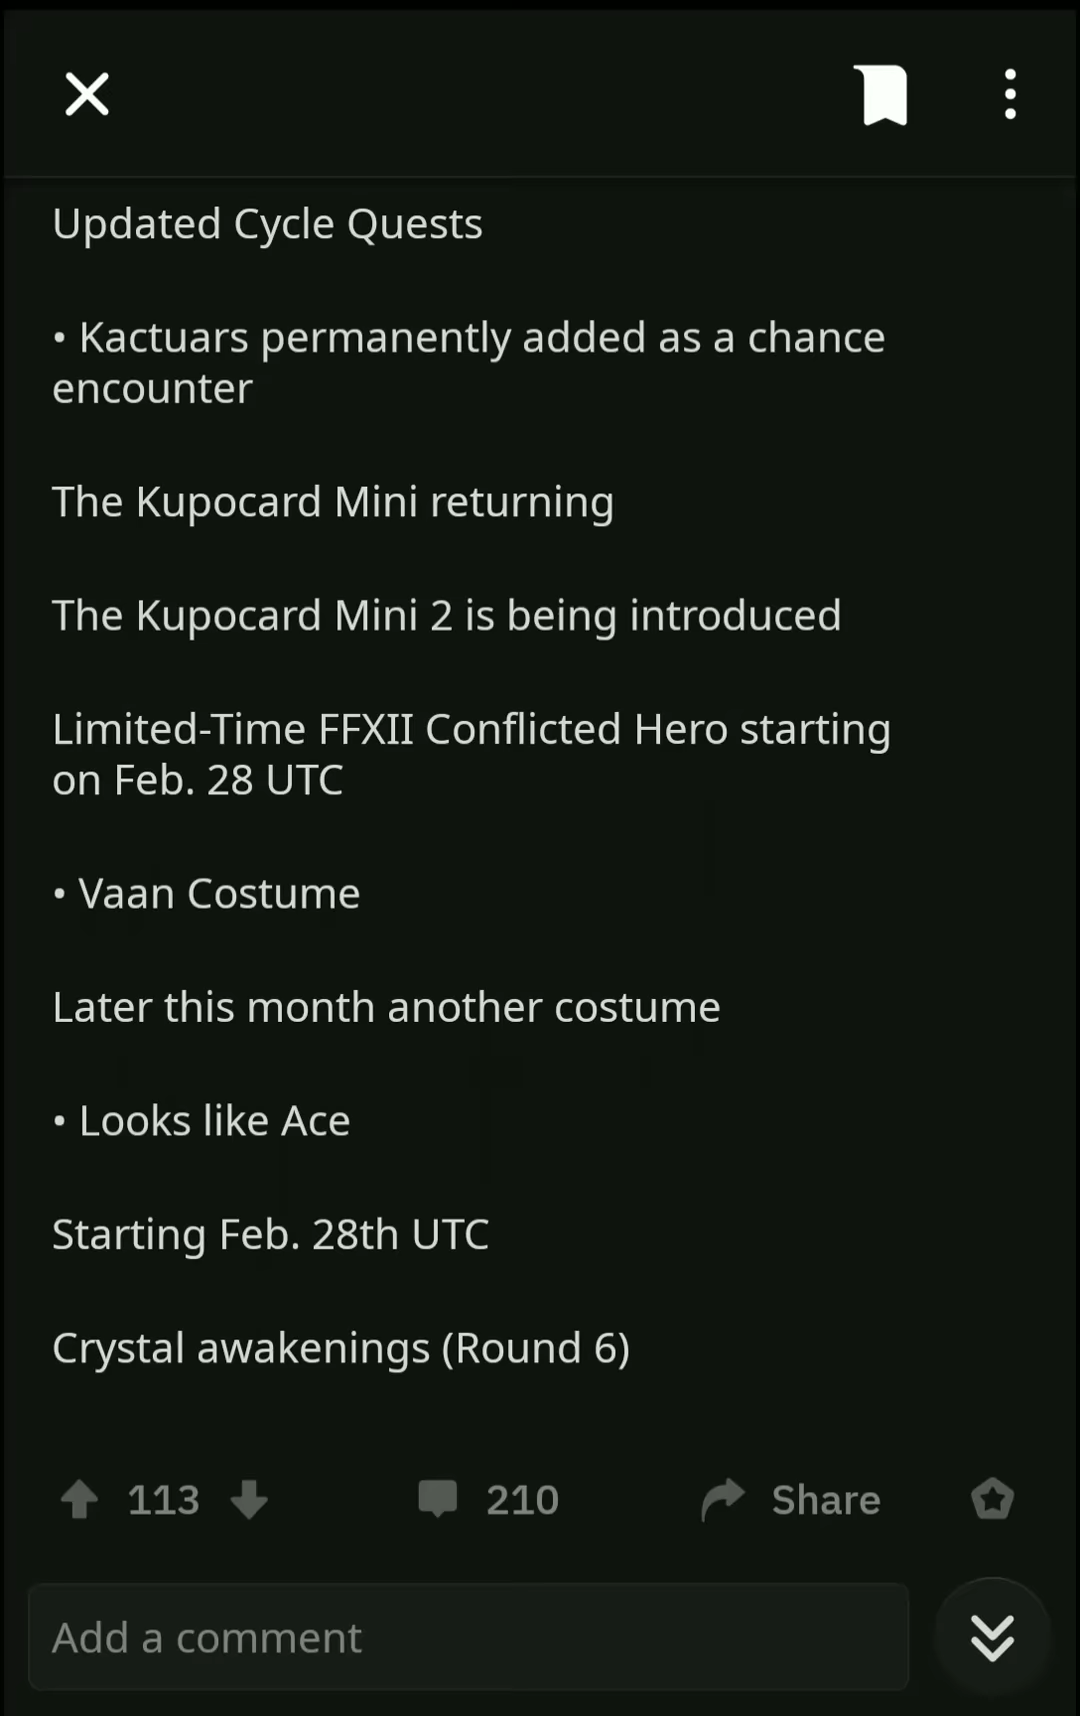 Updated Cycle Quests
• Kactuars permanently added as a chance
encounter
The Kupocard Mini returning
The Kupocard Mini 2 is being introduced
Limited-Time FFXII Conflicted Hero starting
on Feb. 28 UTC
• Vaan Costume
Later this month another costume
• Looks like Ace
Starting Feb. 28th UTC
Crystal awakenings (Round 6)
113 210 Share
Add a comment